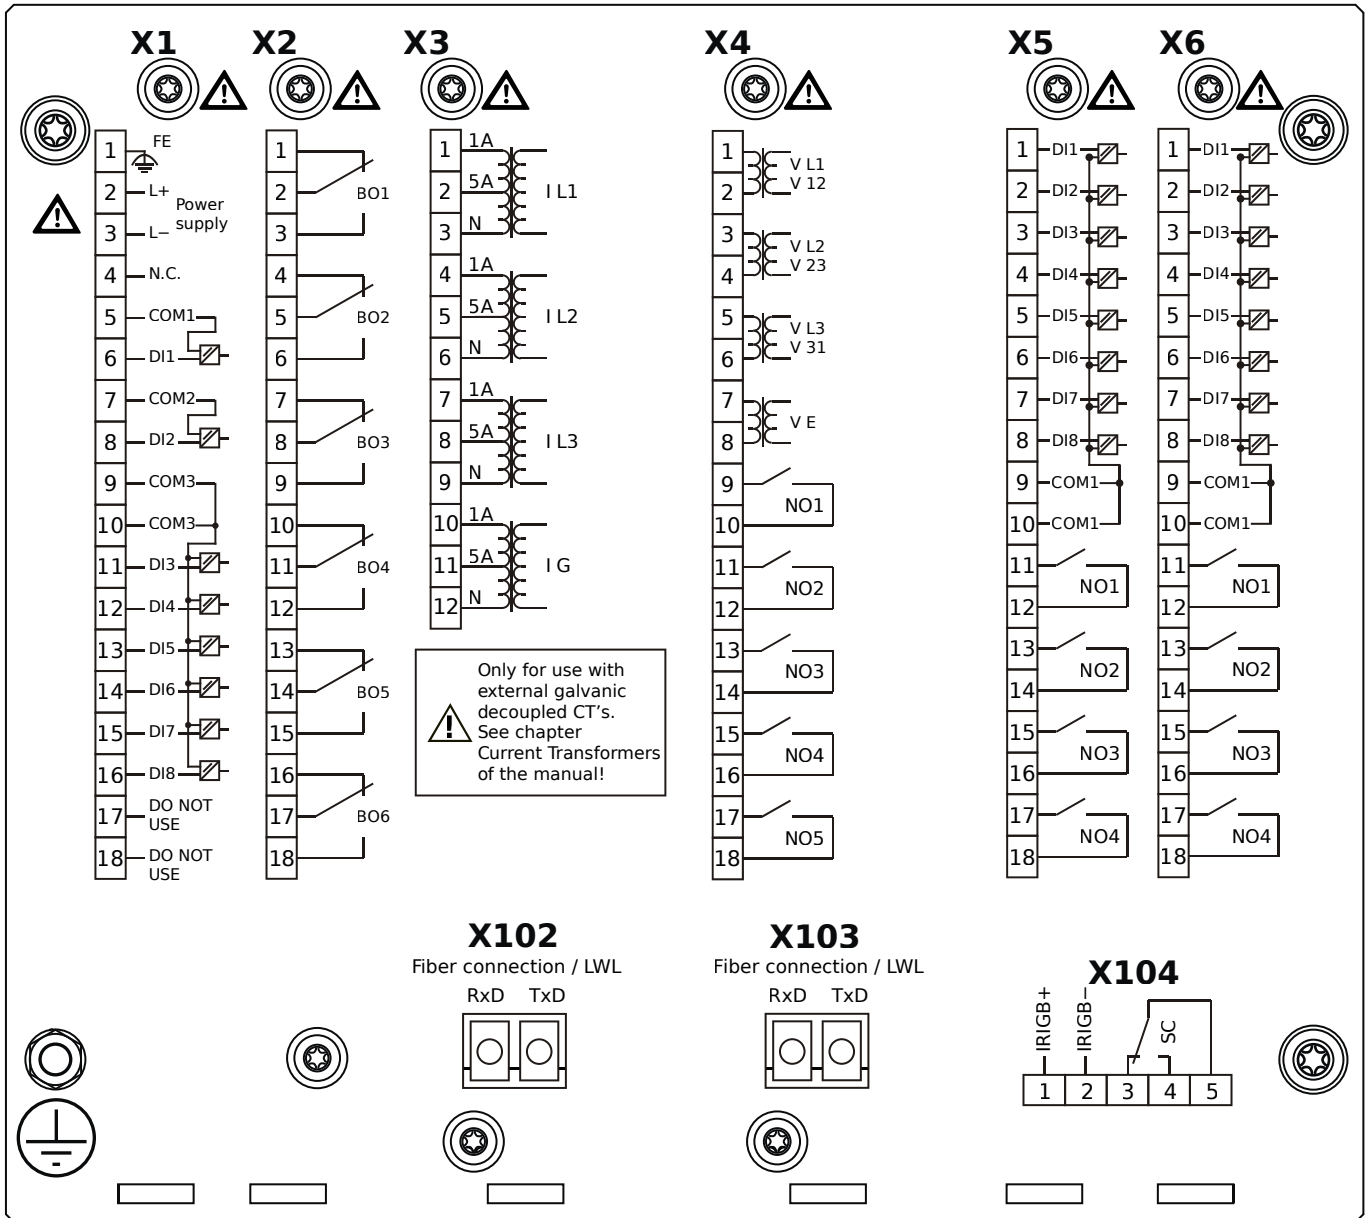 X1 X2 X3 X4 X5 X6
1 FE
2 L+
Power
supply
3 L−
4 N.C.
5 COM1
6 DI1
7 COM2
8 DI2
9 COM3
10 COM3
11 DI3
12 DI4
13 DI5
14 DI6
15 DI7
16 DI8
17 DO NOT
USE
18 DO NOT
USE
1
2 BO1
3
4
5 BO2
6
7
8 BO3
9
10
11 BO4
12
13
14 BO5
15
16
17 BO6
18
1 1A
2 5A I L1
3 N
4 1A
5 5A I L2
6 N
7 1A
8 5A I L3
9 N
10 1A
11 5A I G
12 N
Only for use with
external galvanic
decoupled CT's.
See chapter
Current Transformers
of the manual!
1 V L1
2 V 12
3 V L2
4 V 23
5 V L3
6 V 31
7
V E
8
9
NO1
10
11
NO2
12
13
NO3
14
15
NO4
16
17
NO5
18
1 DI1
2 DI2
3 DI3
4 DI4
5 DI5
6 DI6
7 DI7
8 DI8
9 COM1
10 COM1
11
NO1
12
13
NO2
14
15
NO3
16
17
NO4
18
1 DI1
2 DI2
3 DI3
4 DI4
5 DI5
6 DI6
7 DI7
8 DI8
9 COM1
10 COM1
11
NO1
12
13
NO2
14
15
NO3
16
17
NO4
18
X102
Fiber connection / LWL
RxD TxD
X103
Fiber connection / LWL
RxD TxD
X104
IRIGB+
IRIGB−
SC
1 2 3 4 5